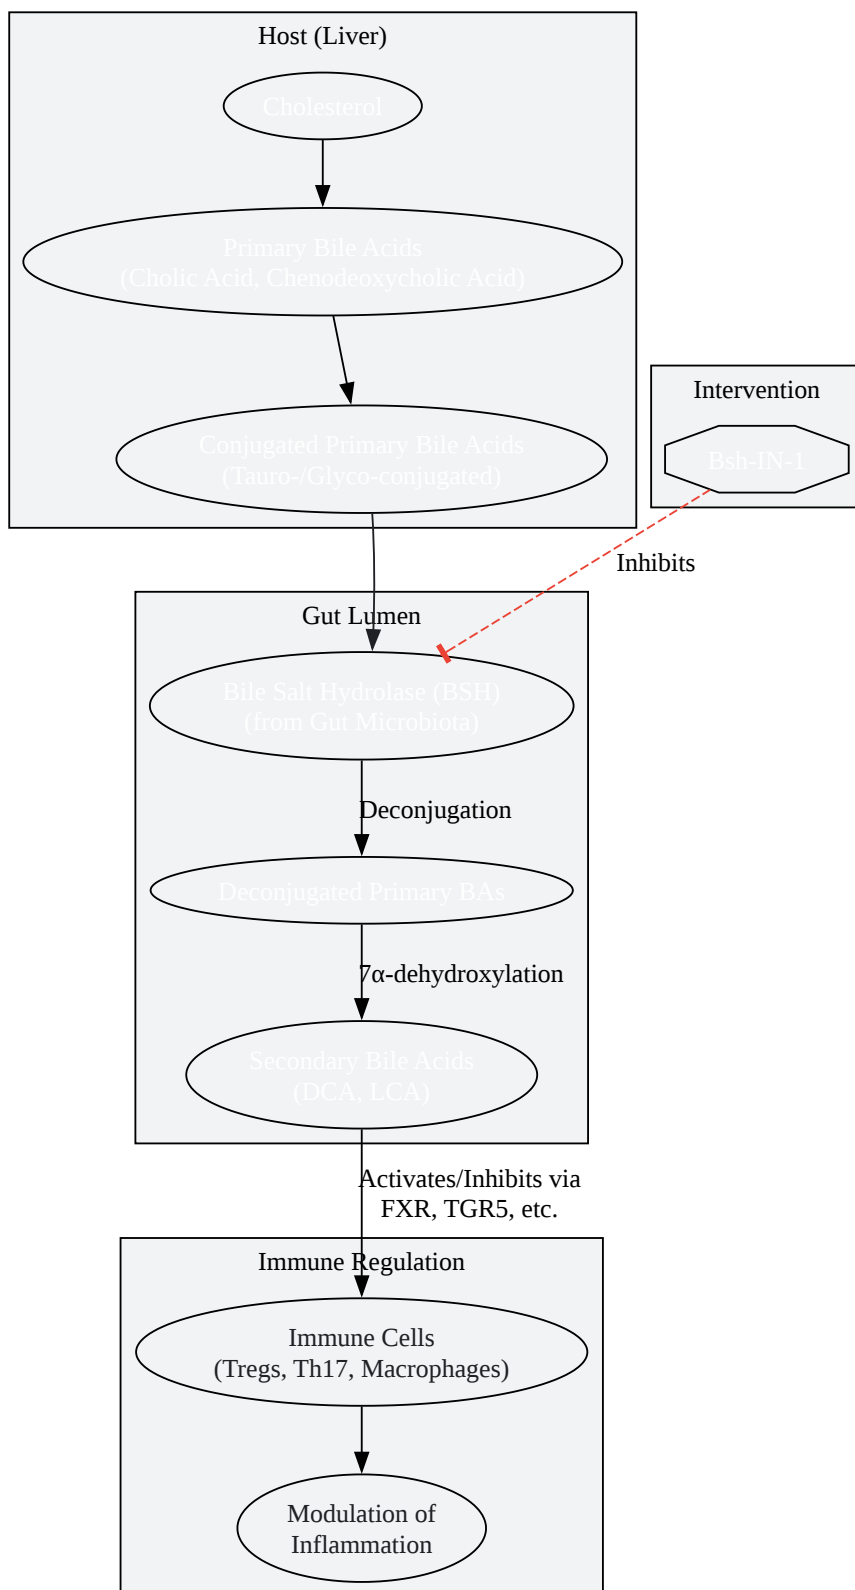 Host (Liver)
Cholesterol
Primary Bile Acids
(Cholic Acid, Chenodeoxycholic Acid)
Conjugated Primary Bile Acids
(Tauro-/Glyco-conjugated)
Intervention
Bsh-IN-1
Inhibits
Gut Lumen
Bile Salt Hydrolase (BSH)
(from Gut Microbiota)
Deconjugation
Deconjugated Primary BAs
7α-dehydroxylation
Secondary Bile Acids
(DCA, LCA)
Activates/Inhibits via
FXR, TGR5, etc.
Immune Regulation
Immune Cells
(Tregs, Th17, Macrophages)
Modulation of
Inflammation